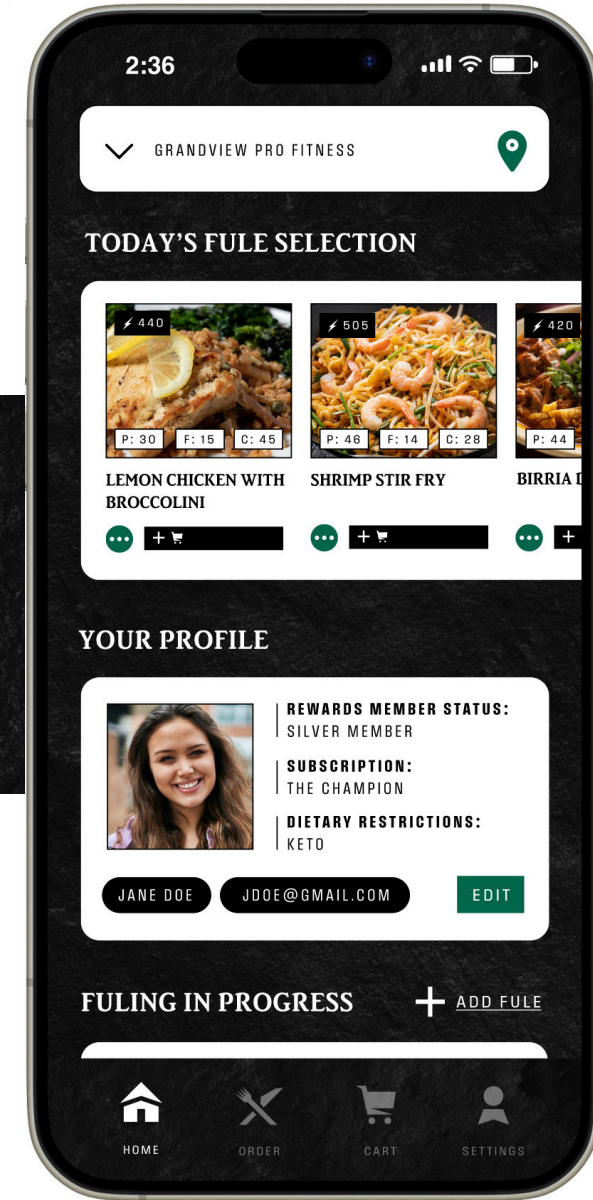 2:36
GRANDVIEW PRO FITNESS
TODAY'S FULE SELECTION
440
505
420
P: 30 F: 15 C: 45
P: 46 F: 14 C: 28
P: 44
LEMON CHICKEN WITH
BROCCOLINI
SHRIMP STIR FRY
BIRRIA
YOUR PROFILE
REWARDS MEMBER STATUS:
SILVER MEMBER
SUBSCRIPTION:
THE CHAMPION
DIETARY RESTRICTIONS:
KETO
JANE DOE
JDOE@GMAIL.COM
EDIT
FULING IN PROGRESS
ADD FULE
HOME
ORDER
CART
SETTINGS